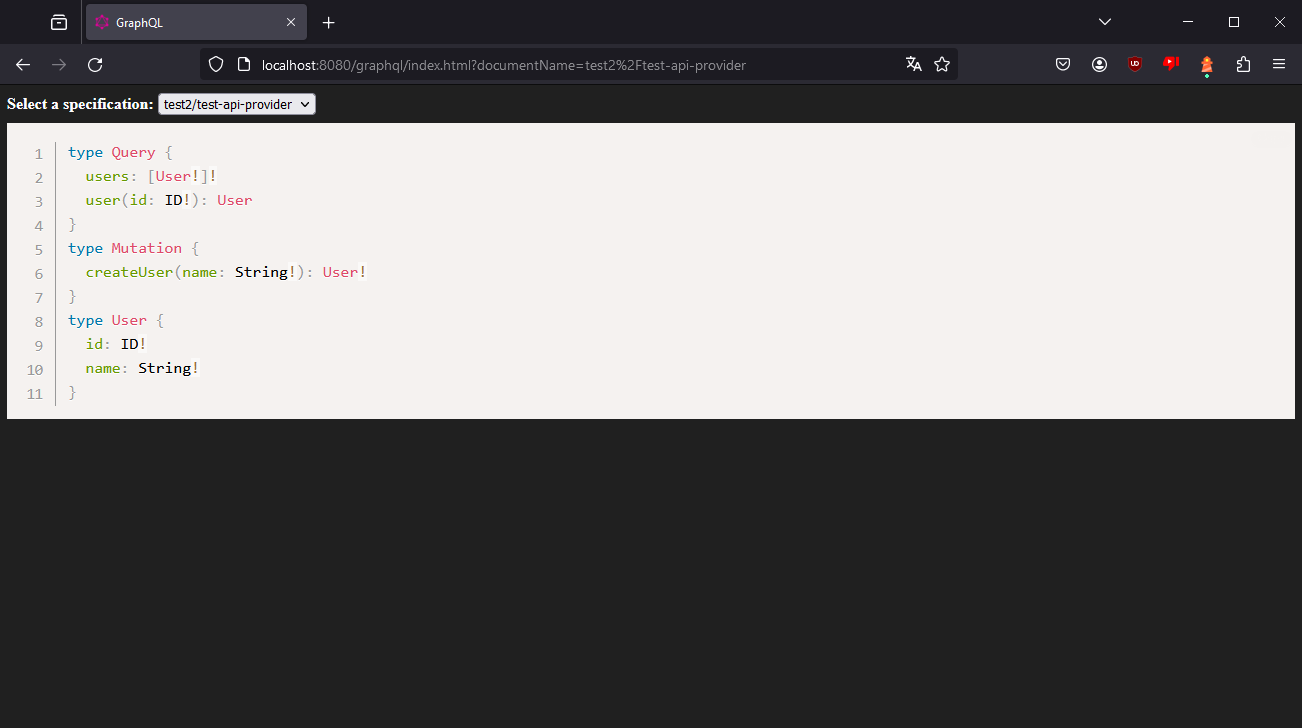 GraphQL
localhost:8080/graphql/index.html?documentName=test2%2Ftest-api-provider
Select a specification: test2/test-api-provider
1 type Query {
2   users: [User!]!
3   user(id: ID!): User
4 }
5 type Mutation {
6   createUser(name: String!): User!
7 }
8 type User {
9   id: ID!
10   name: String!
11 }